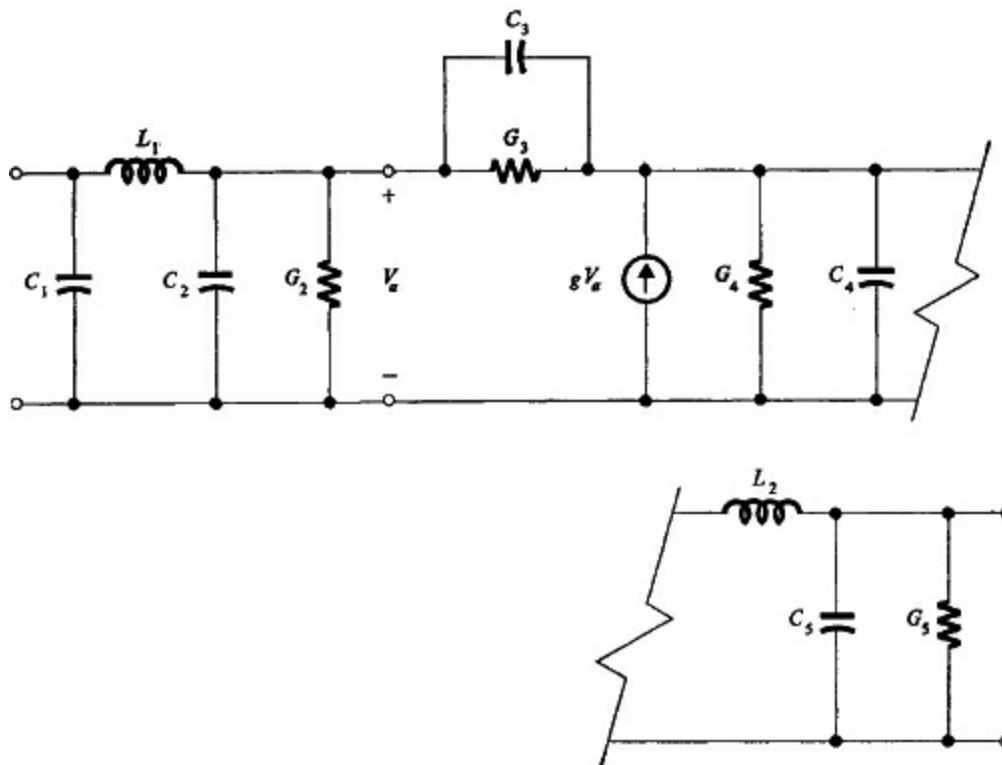 C₃
L₁
G₃
+
C₁
C₂
G₂
Vₐ
gVₐ
G₄
C₄
−
L₂
C₅
G₅